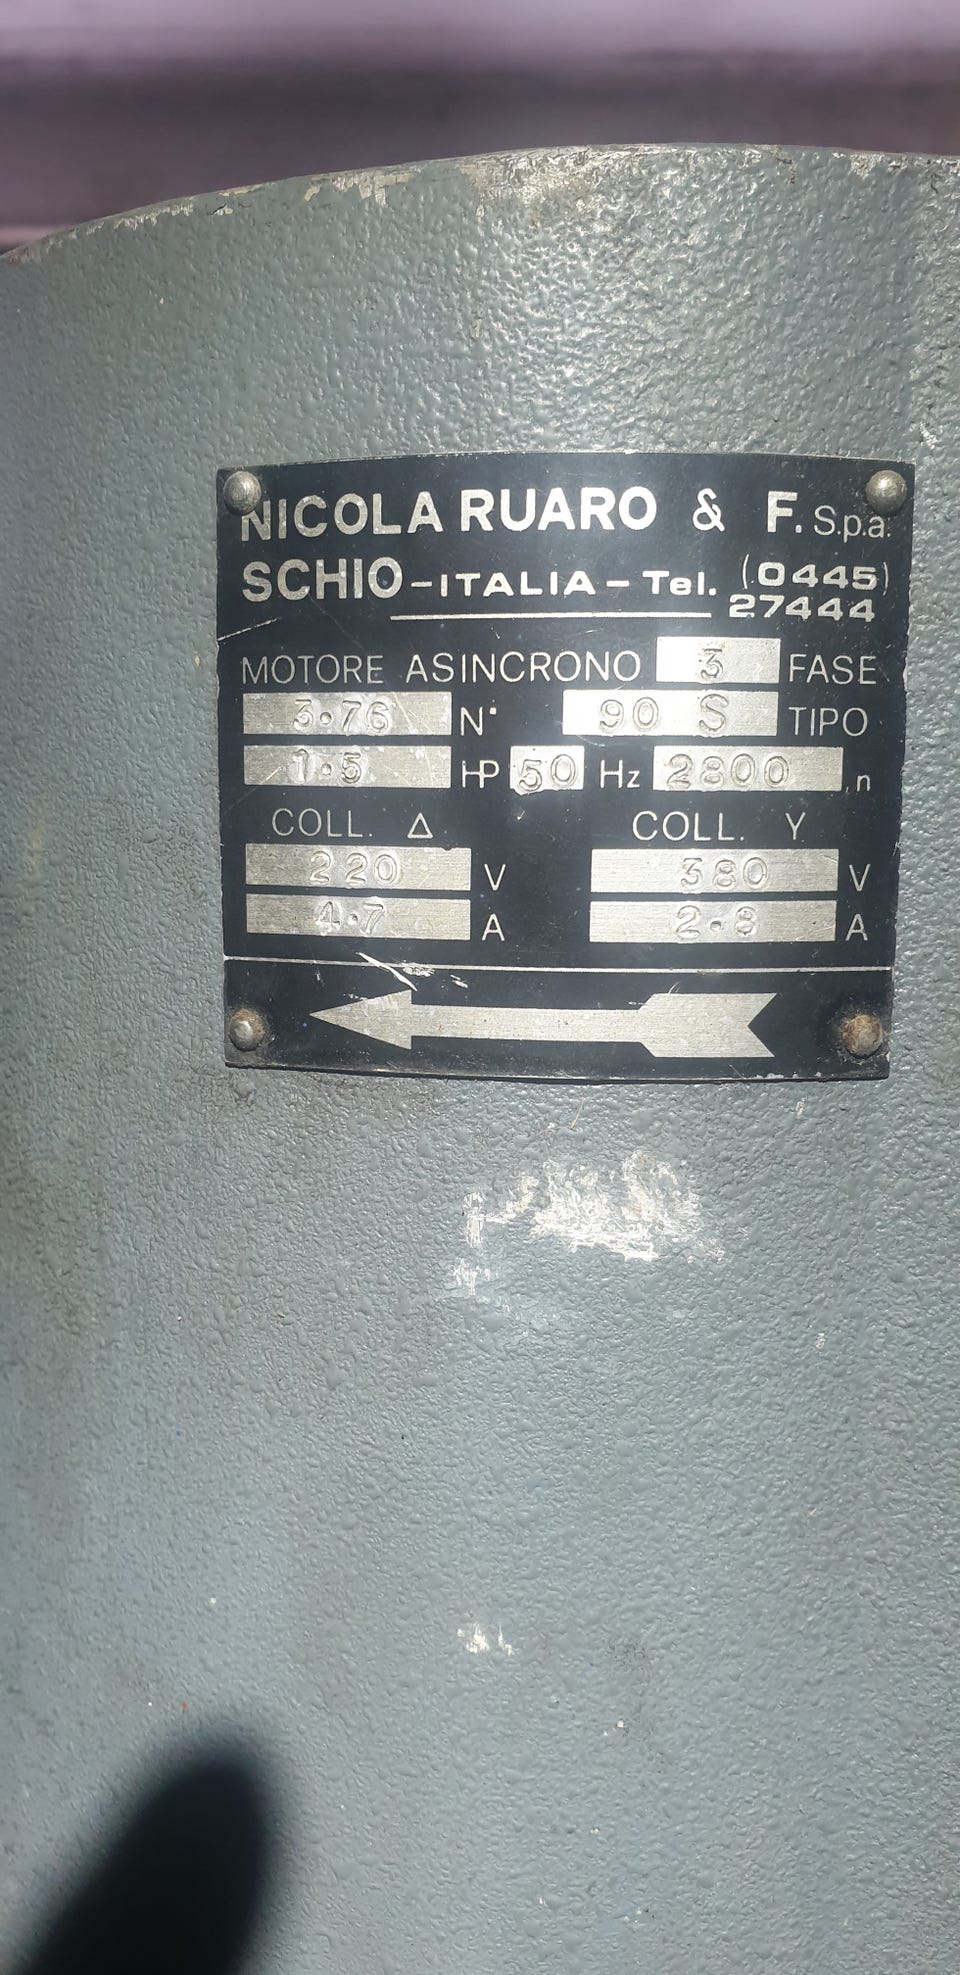 NICOLA RUARO & F. S.p.a.
SCHIO - ITALIA - Tel. (0445) 27444
MOTORE ASINCRONO 3 FASE
3.76 N° 90 S TIPO
1.5 HP 50 Hz 2800 n
COLL. Δ COLL. Y
220 V 380 V
4.7 A 2.8 A